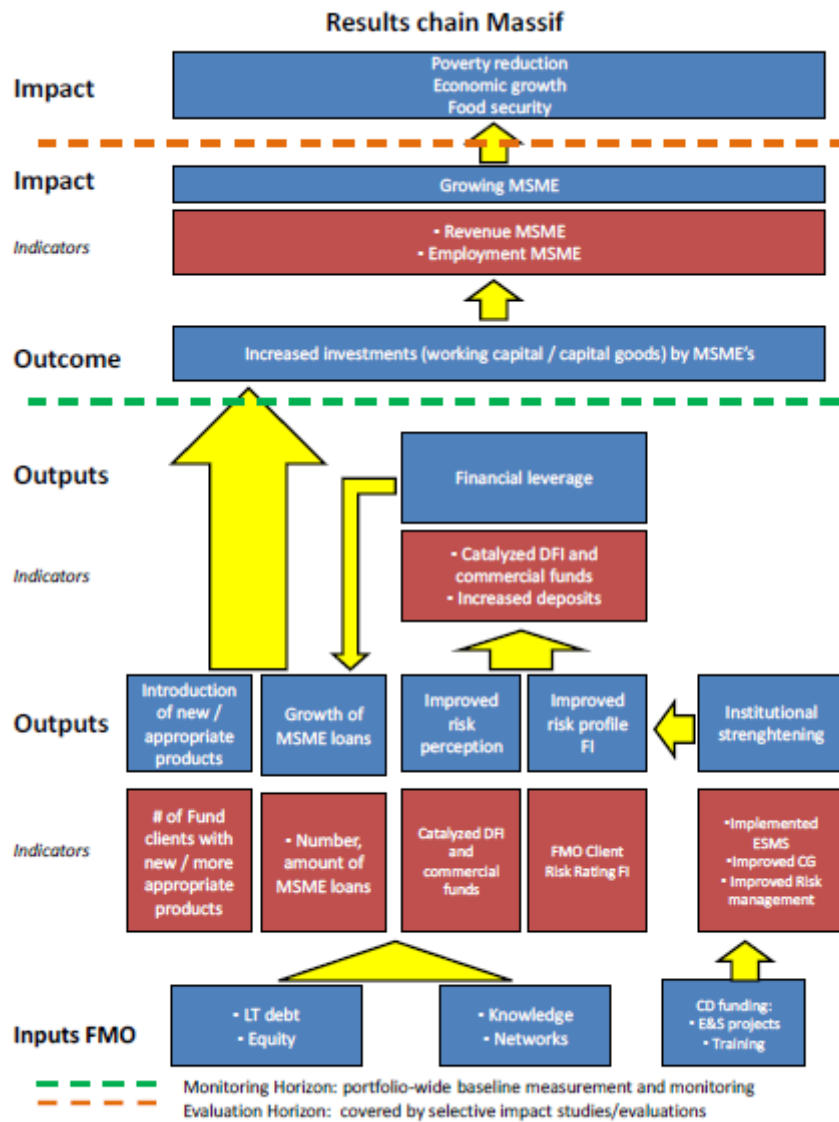 Results chain Massif
Impact
Poverty reduction
Economic growth
Food security
Impact
Growing MSME
Indicators
▪ Revenue MSME
▪ Employment MSME
Outcome
Increased investments (working capital / capital goods) by MSME's
Outputs
Financial leverage
Indicators
▪ Catalyzed DFI and
commercial funds
▪ Increased deposits
Outputs
Introduction
of new /
appropriate
products
Growth of
MSME loans
Improved
risk
perception
Improved
risk profile
FI
Institutional
strenghtening
Indicators
# of Fund
clients with
new / more
appropriate
products
▪ Number,
amount of
MSME loans
Catalyzed DFI
and
commercial
funds
FMO Client
Risk Rating FI
▪Implemented
ESMS
▪Improved CG
▪ Improved Risk
management
Inputs FMO
▪ LT debt
▪ Equity
▪ Knowledge
▪ Networks
CD funding:
▪ E&S projects
▪ Training
Monitoring Horizon: portfolio-wide baseline measurement and monitoring
Evaluation Horizon: covered by selective impact studies/evaluations